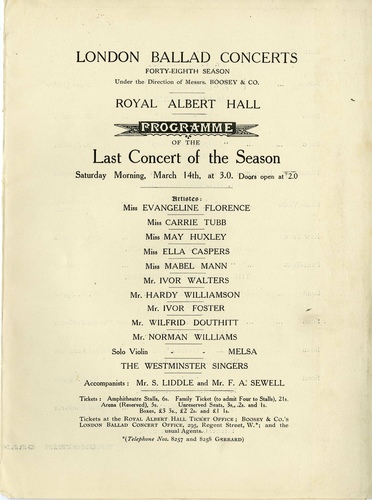 LONDON BALLAD CONCERTS
FORTY-EIGHTH SEASON
Under the Direction of Messrs. BOOSEY & CO.
ROYAL ALBERT HALL
PROGRAMME
OF THE
Last Concert of the Season
Saturday Morning, March 14th, at 3.0. Doors open at 2.0
Artistes:
Miss EVANGELINE FLORENCE
Miss CARRIE TUBB
Miss MAY HUXLEY
Miss ELLA CASPERS
Miss MABEL MANN
Mr. IVOR WALTERS
Mr. HARDY WILLIAMSON
Mr. IVOR FOSTER
Mr. WILFRID DOUTHITT
Mr. NORMAN WILLIAMS
Solo Violin - - MELSA
THE WESTMINSTER SINGERS
Accompanists: Mr. S. LIDDLE and Mr. F. A. SEWELL
Tickets: Amphitheatre Stalls, 6s. Family Ticket (to admit Four to Stalls), 21s.
Arena (Reserved), 5s. Unreserved Seats, 3s., 2s. and 1s.
Boxes, £3 3s., £2 2s. and £1 1s.
Tickets at the ROYAL ALBERT HALL TICKET OFFICE; BOOSEY & CO.'S
LONDON BALLAD CONCERT OFFICE, 295, Regent Street, W.*; and the
usual Agents.
*(Telephone Nos. 8257 and 8258 GERRARD)